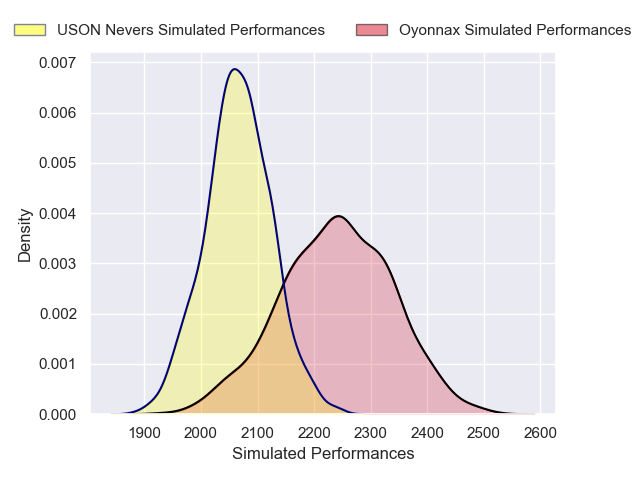 USON Nevers Simulated Performances
Oyonnax Simulated Performances
0.007
0.006
0.005
0.004
0.003
0.002
0.001
0.000
Density
1900 2000 2100 2200 2300 2400 2500 2600
Simulated Performances